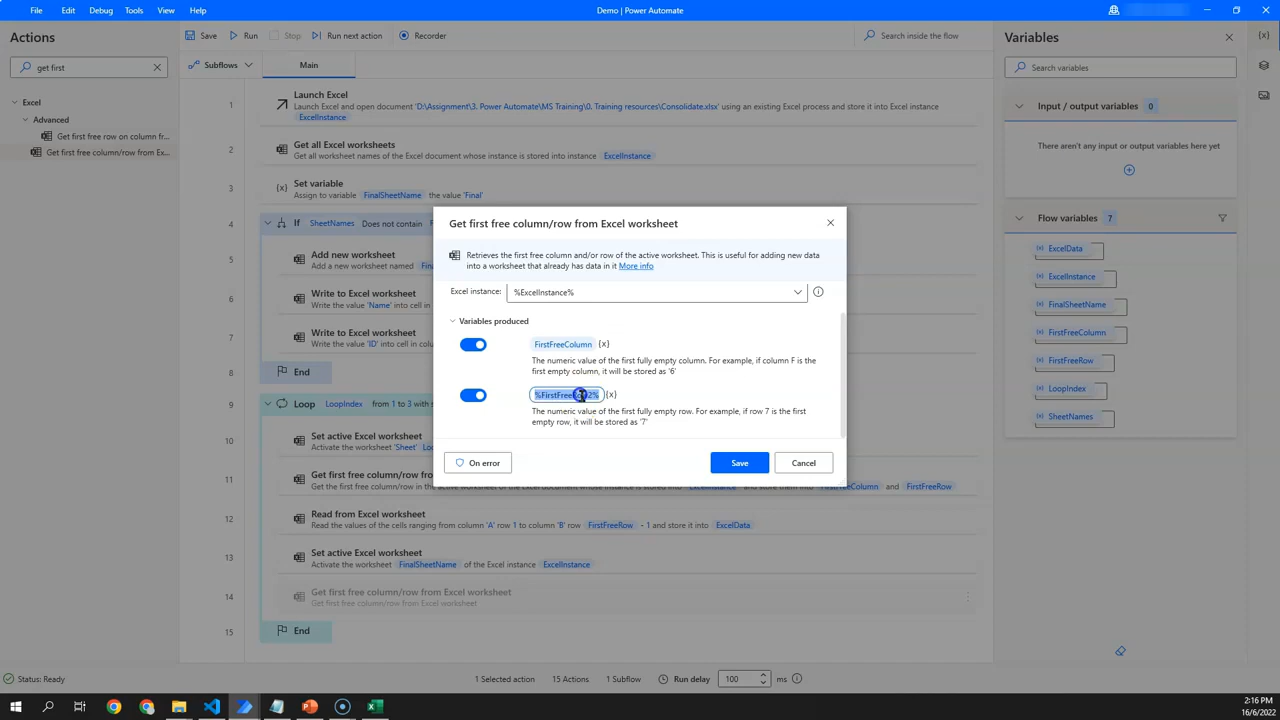 File Edit Debug Tools View Help
Demo | Power Automate
Actions
get first
Excel
Advanced
Get first free row on column fr...
Get first free column/row from Ex...
Save Run Stop Run next action Recorder
Search inside the flow
Subflows Main
1 Launch Excel
Launch Excel and open document 'D:\Assignment\3. Power Automate\MS Training\0. Training resources\Consolidate.xlsx' using an existing Excel process and store it into Excel instance
ExcelInstance
2 Get all Excel worksheets
Get all worksheet names of the Excel document whose instance is stored into instance ExcelInstance
3 Set variable
Assign to variable FinalSheetName the value 'Final'
4 If SheetNames Does not contain
5 Add new worksheet
Add a new worksheet named
6 Write to Excel worksheet
Write the value 'Name' into cell in
7 Write to Excel worksheet
Write the value 'ID' into cell in colum
8 End
9 Loop LoopIndex from 1 to 3 with s
10 Set active Excel worksheet
Activate the worksheet 'Sheet'
11 Get first free column/row fro
Get the first free column/row in the active worksheet of the Excel document whose instance is stored into ExcelInstance and store them into FirstFreeColumn and FirstFreeRow
12 Read from Excel worksheet
Read the values of the cells ranging from column 'A' row 1 to column 'B' row FirstFreeRow - 1 and store it into ExcelData
13 Set active Excel worksheet
Activate the worksheet FinalSheetName of the Excel instance ExcelInstance
14 Get first free column/row from Excel worksheet
Get first free column/row from Excel worksheet
15 End
Get first free column/row from Excel worksheet
Retrieves the first free column and/or row of the active worksheet. This is useful for adding new data
into a worksheet that already has data in it More info
Excel instance: %ExcelInstance%
Variables produced
FirstFreeColumn {x}
The numeric value of the first fully empty column. For example, if column F is the
first empty column, it will be stored as '6'
%FirstFreeRow2% {x}
The numeric value of the first fully empty row. For example, if row 7 is the first
empty row, it will be stored as '7'
On error Save Cancel
Variables
{x}
Search variables
Input / output variables 0
There aren't any input or output variables here yet
Flow variables 7
(x) ExcelData
(x) ExcelInstance
(x) FinalSheetName
(x) FirstFreeColumn
(x) FirstFreeRow
(x) LoopIndex
(x) SheetNames
Status: Ready 1 Selected action 15 Actions 1 Subflow Run delay 100 ms
2:16 PM
16/6/2022